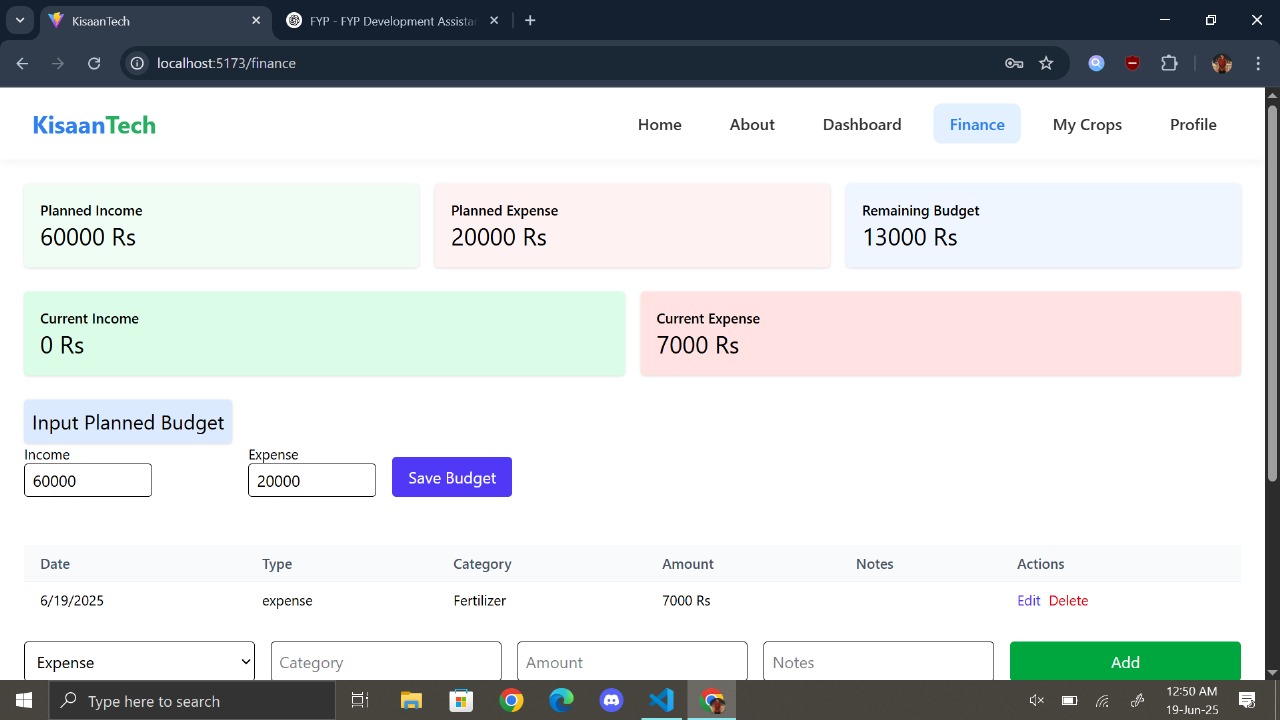 KisaanTech
FYP - FYP Development Assista
localhost:5173/finance
KisaanTech
Home
About
Dashboard
Finance
My Crops
Profile
Planned Income
60000 Rs
Planned Expense
20000 Rs
Remaining Budget
13000 Rs
Current Income
0 Rs
Current Expense
7000 Rs
Input Planned Budget
Income
60000
Expense
20000
Save Budget
Date Type Category Amount Notes Actions
6/19/2025 expense Fertilizer 7000 Rs Edit Delete
Expense
Category
Amount
Notes
Add
Type here to search
12:50 AM
19-Jun-25